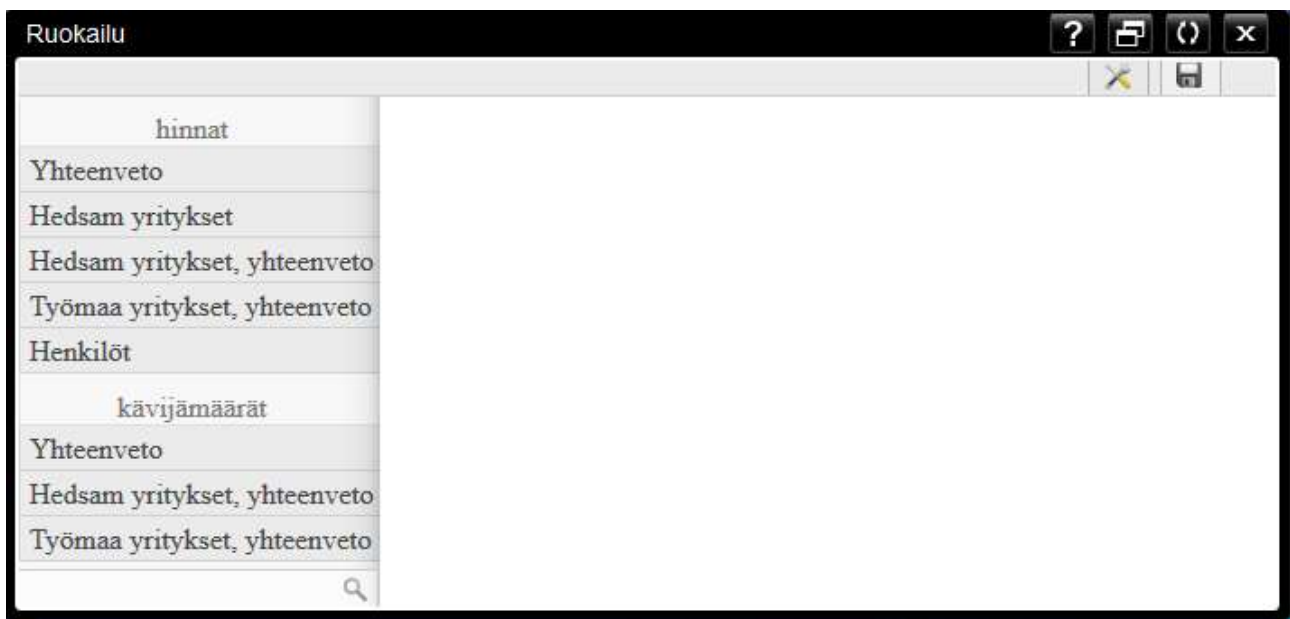 Ruokailu
hinnat
Yhteenveto
Hedsam yritykset
Hedsam yritykset, yhteenveto
Työmaa yritykset, yhteenveto
Henkilöt
kävijämäärät
Yhteenveto
Hedsam yritykset, yhteenveto
Työmaa yritykset, yhteenveto